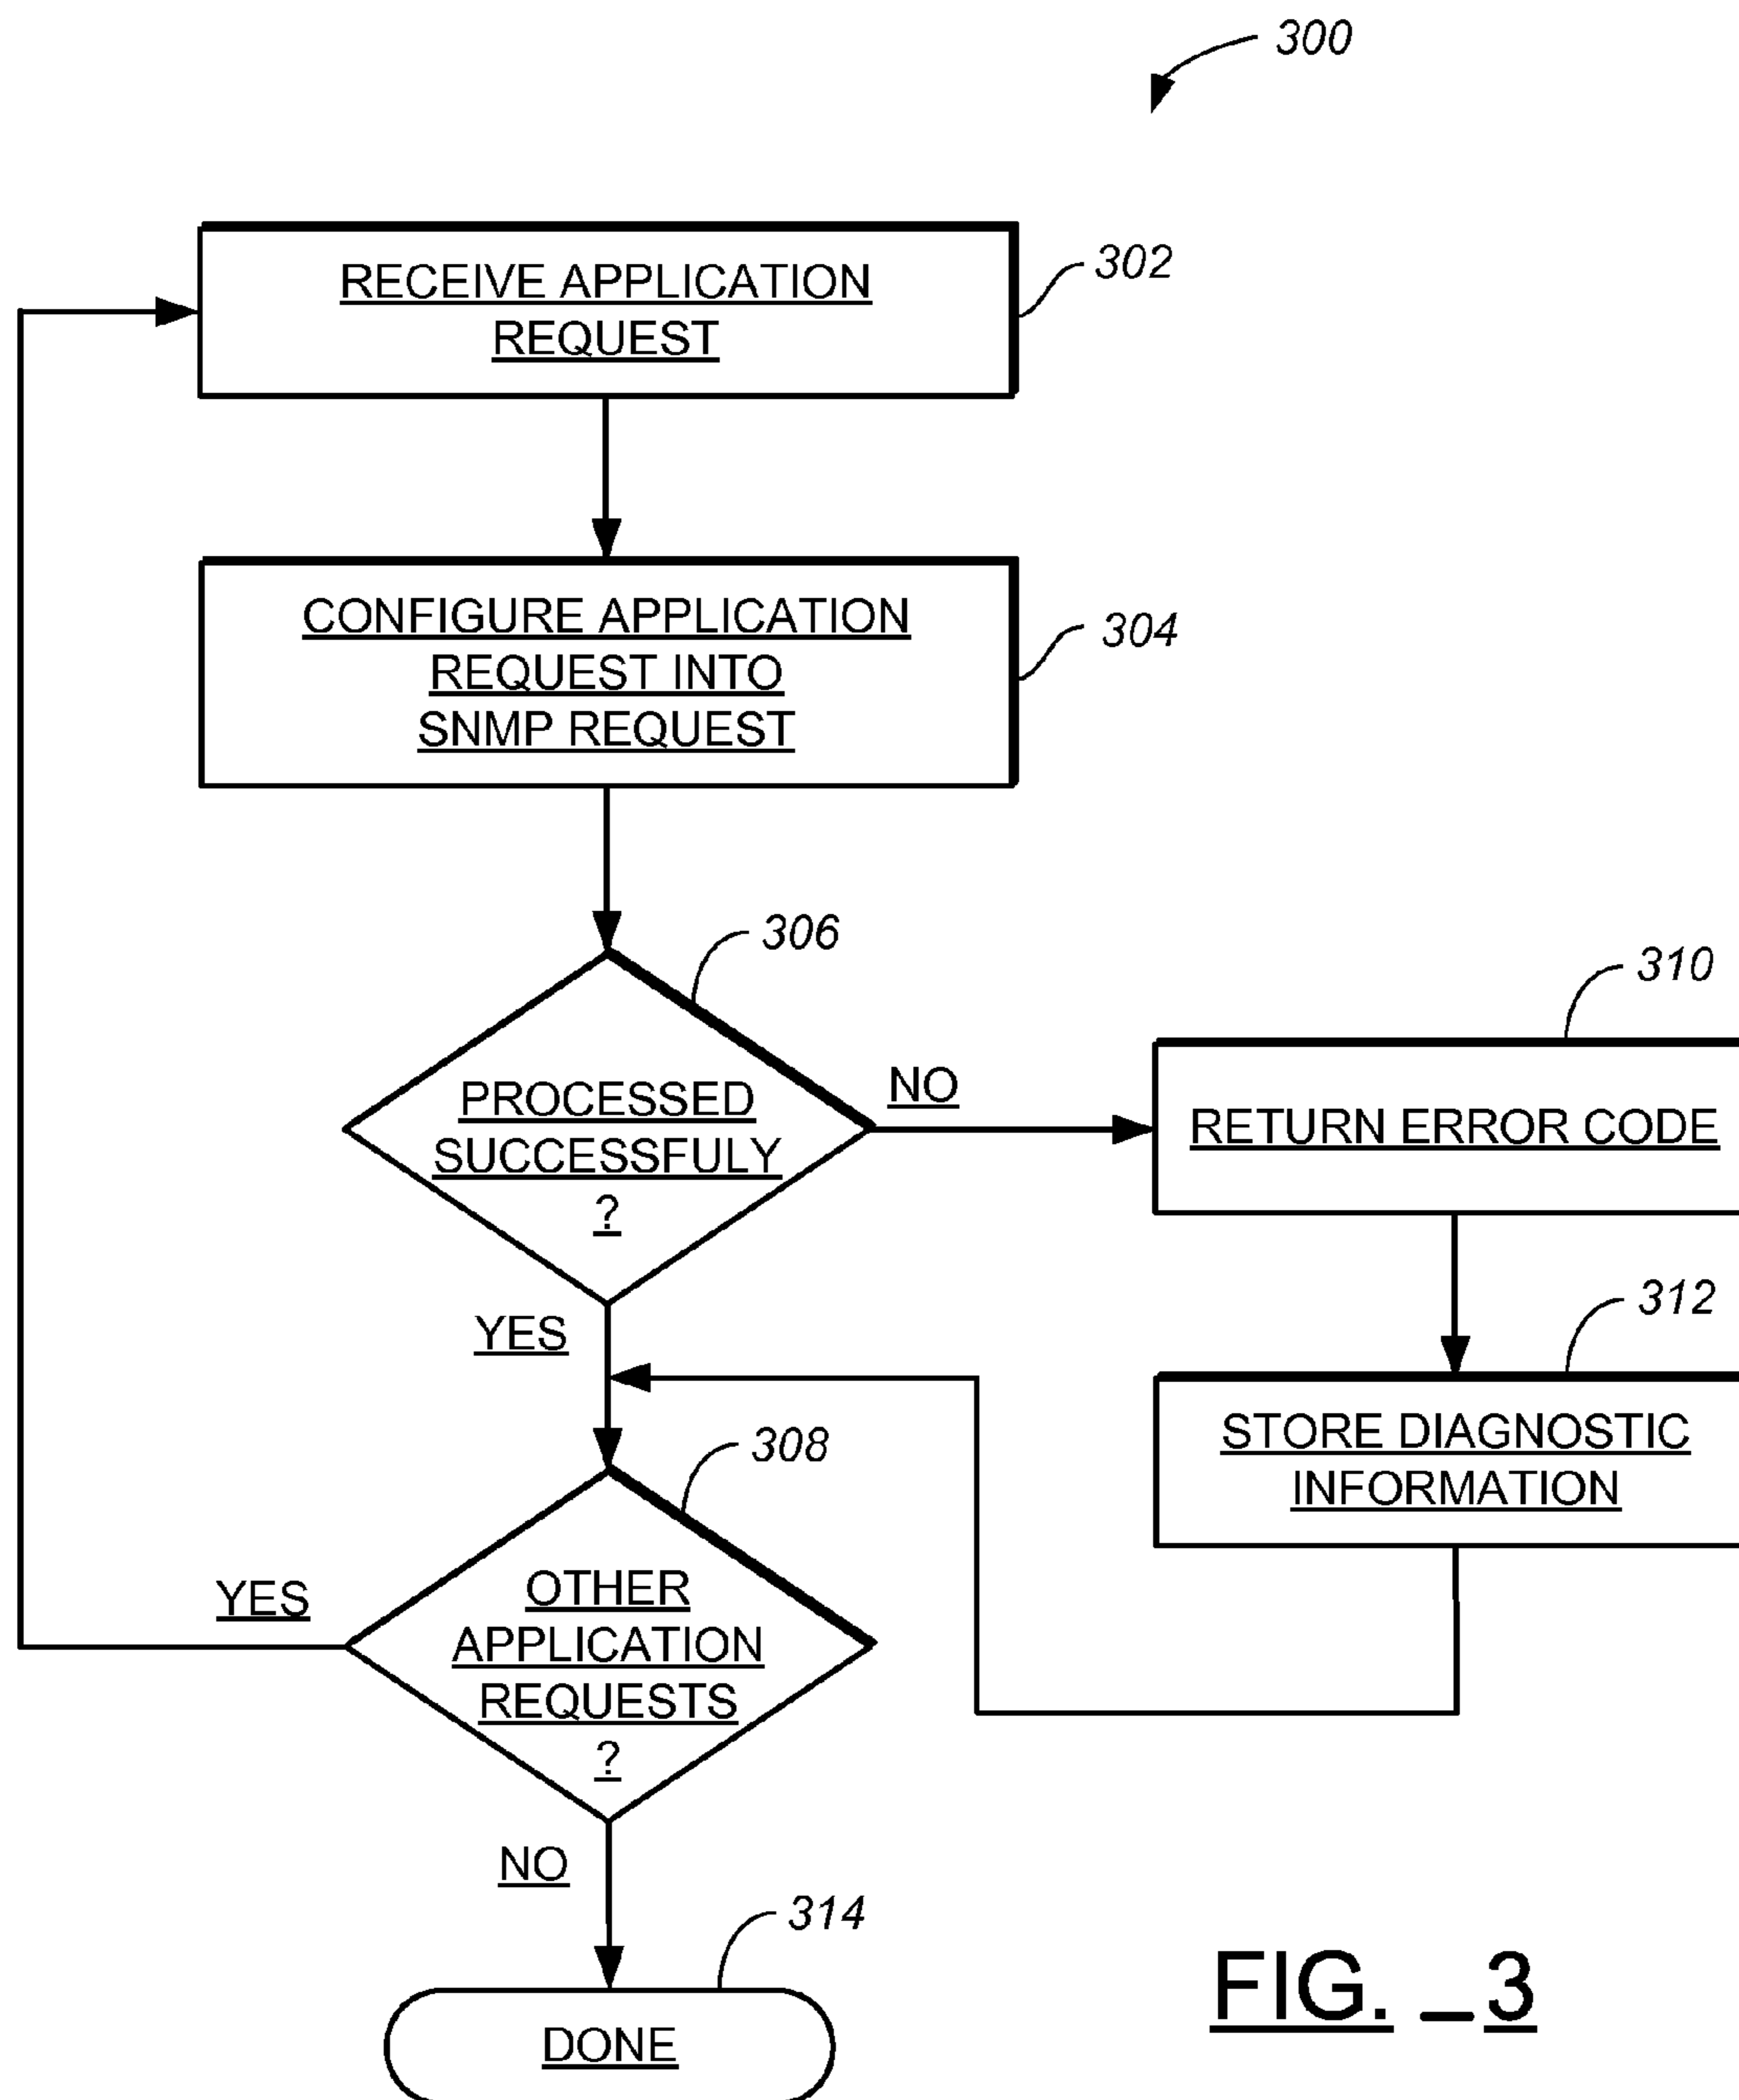 300
RECEIVE APPLICATION
REQUEST
302
CONFIGURE APPLICATION
REQUEST INTO
SNMP REQUEST
304
306
PROCESSED
SUCCESSFULY
?
NO
310
RETURN ERROR CODE
YES
312
STORE DIAGNOSTIC
INFORMATION
308
OTHER
APPLICATION
REQUESTS
?
YES
NO
314
DONE
FIG. _3